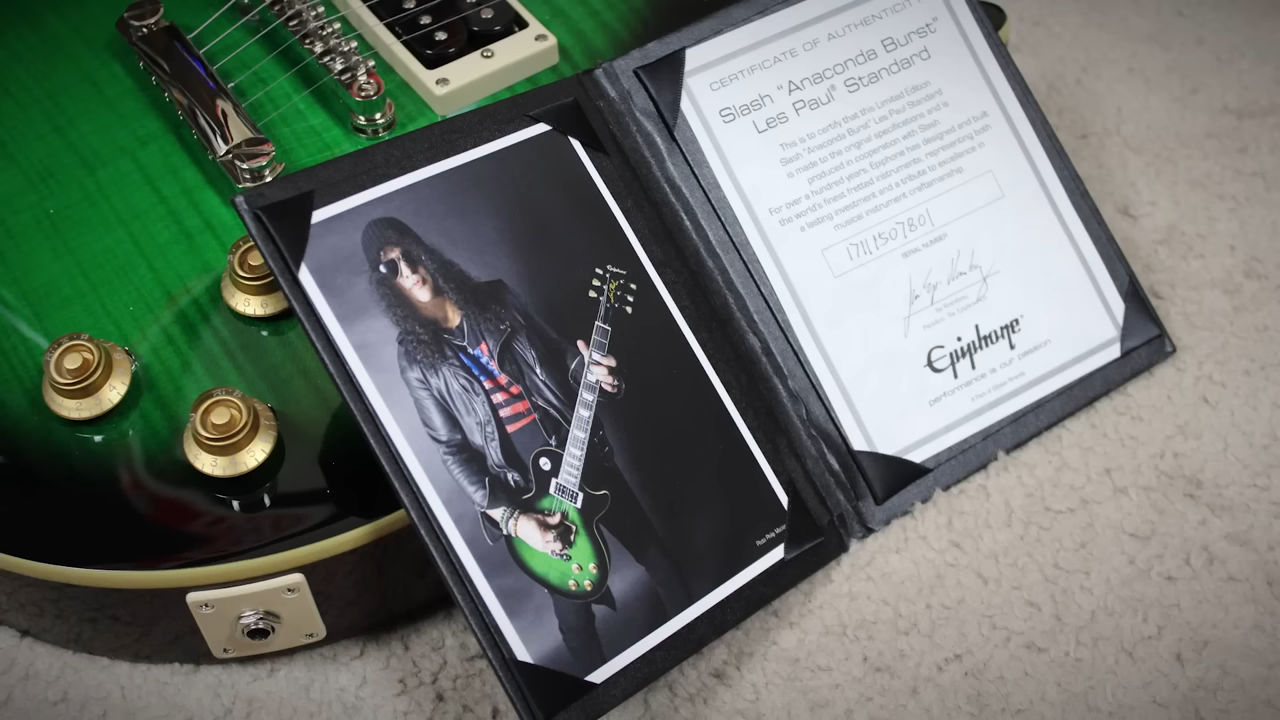 CERTIFICATE OF AUTHENTICITY
Slash "Anaconda Burst"
Les Paul® Standard
This is to certify that this Limited Edition
Slash "Anaconda Burst" Les Paul Standard
is made to the original specifications and is
produced in cooperation with Slash.
For over a hundred years, Epiphone has designed and built
the world's finest fretted instruments, representing both
a lasting investment and a tribute to excellence in
musical instrument craftsmanship.
17111507801
SERIAL NUMBER
Epiphone®
performance is our passion
Epiphone